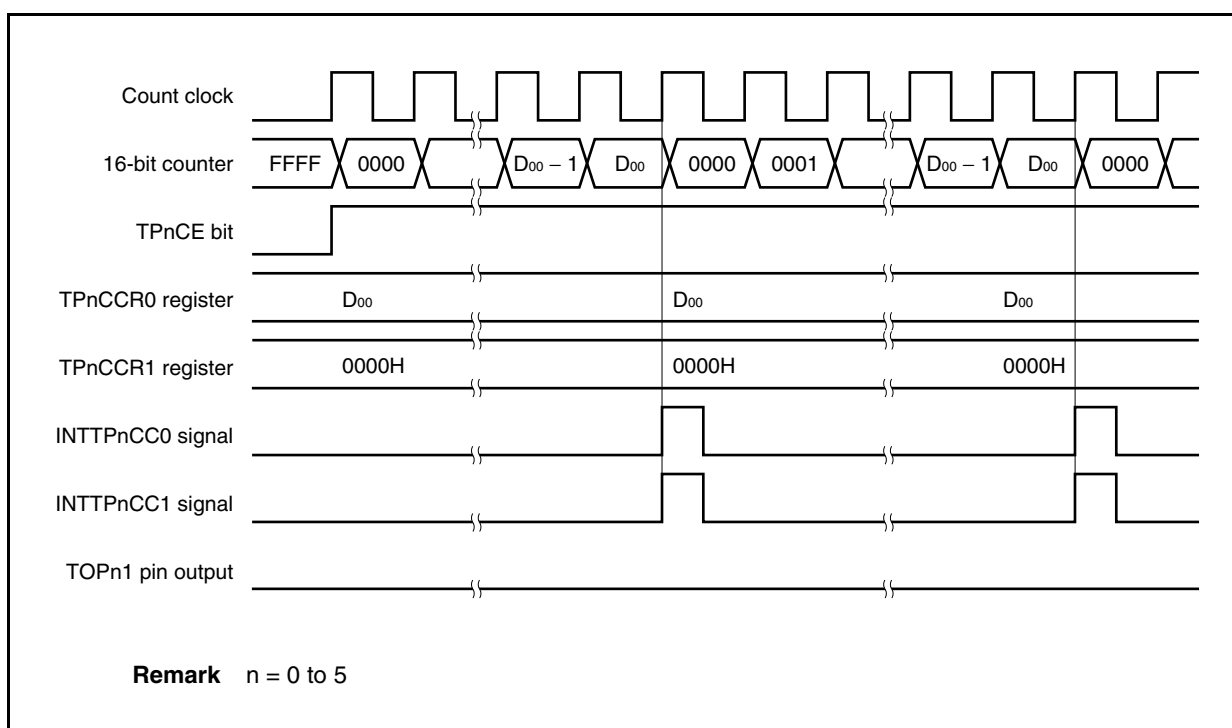 Count clock
16-bit counter FFFF 0000 D00 − 1 D00 0000 0001 D00 − 1 D00 0000
TPnCE bit
TPnCCR0 register D00 D00 D00
TPnCCR1 register 0000H 0000H 0000H
INTTPnCC0 signal
INTTPnCC1 signal
TOPn1 pin output
Remark n = 0 to 5